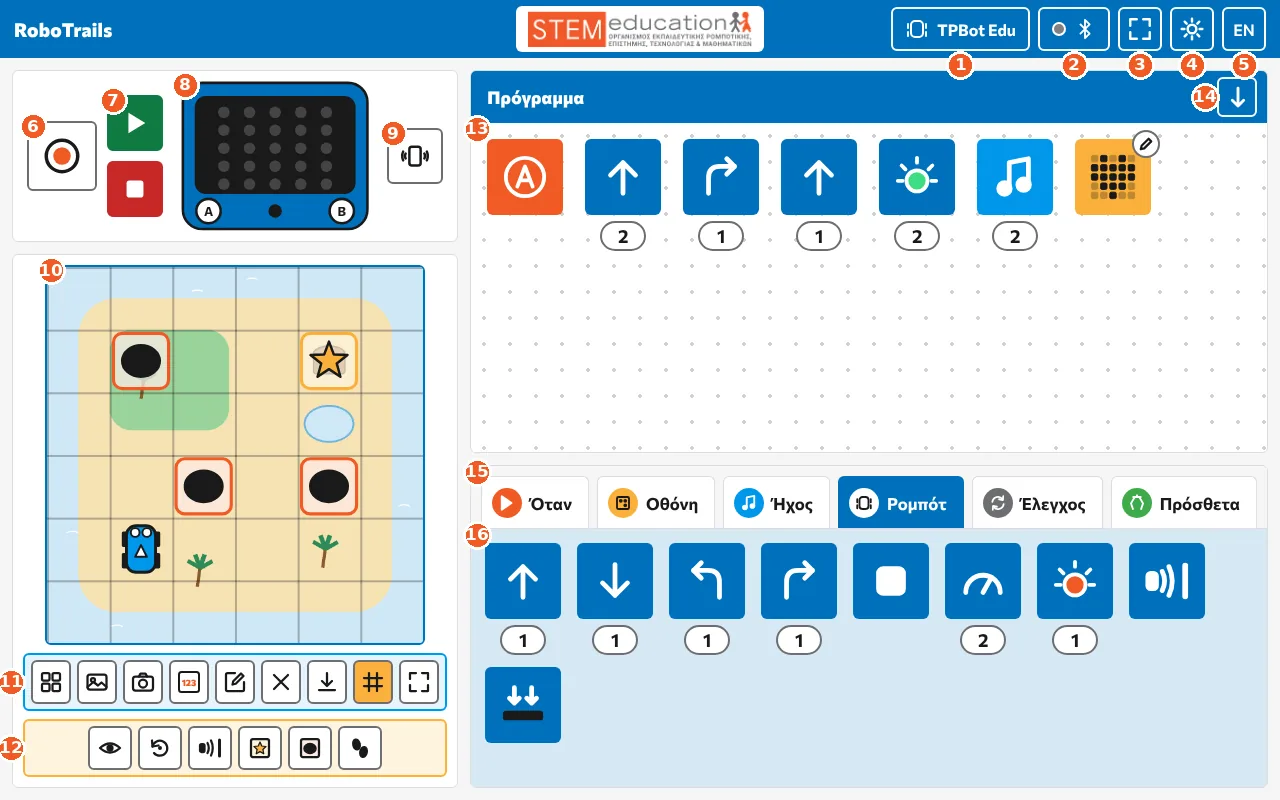 RoboTrails
STEM education
ΟΡΓΑΝΙΣΜΟΣ ΕΚΠΑΙΔΕΥΤΙΚΗΣ ΡΟΜΠΟΤΙΚΗΣ,
ΕΠΙΣΤΗΜΗΣ, ΤΕΧΝΟΛΟΓΙΑΣ & ΜΑΘΗΜΑΤΙΚΩΝ
TPBot Edu
EN
1
2
3
4
5
6
7
8
9
A
B
10
11
123
12
13
Πρόγραμμα
14
A
2
1
1
2
2
15
Όταν
Οθόνη
Ήχος
Ρομπότ
Έλεγχος
Πρόσθετα
16
1
1
1
1
2
1